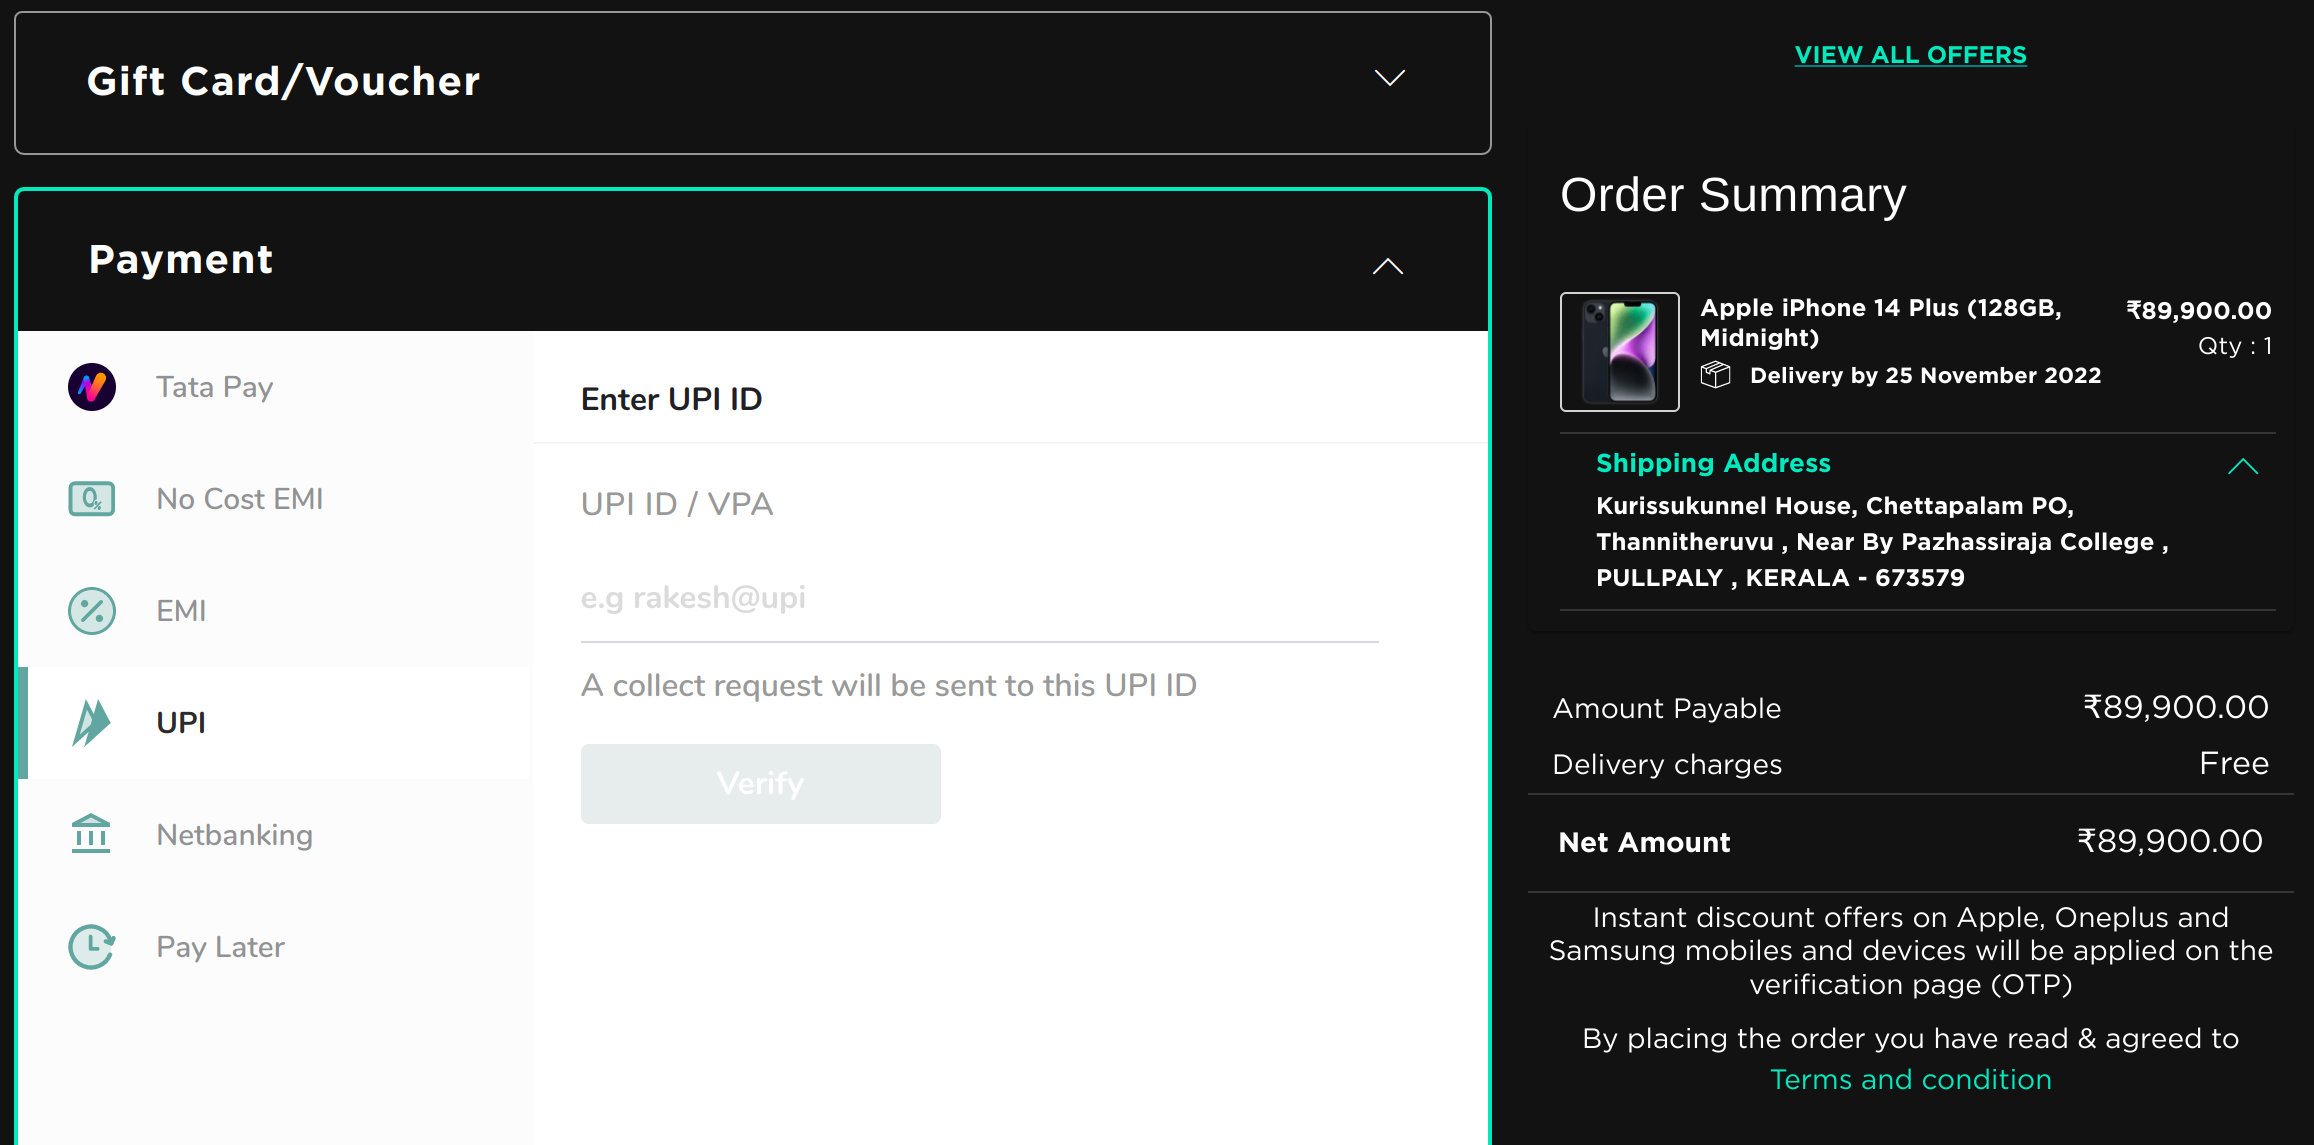 Gift Card/Voucher
Payment
Tata Pay
No Cost EMI
EMI
UPI
Netbanking
Pay Later
Enter UPI ID
UPI ID / VPA
e.g rakesh@upi
A collect request will be sent to this UPI ID
Verify
VIEW ALL OFFERS
Order Summary
Apple iPhone 14 Plus (128GB,
Midnight)
₹89,900.00
Qty : 1
Delivery by 25 November 2022
Shipping Address
Kurissukunnel House, Chettapalam PO,
Thannitheruvu , Near By Pazhassiraja College ,
PULLPALY , KERALA - 673579
Amount Payable ₹89,900.00
Delivery charges Free
Net Amount ₹89,900.00
Instant discount offers on Apple, Oneplus and
Samsung mobiles and devices will be applied on the
verification page (OTP)
By placing the order you have read & agreed to
Terms and condition